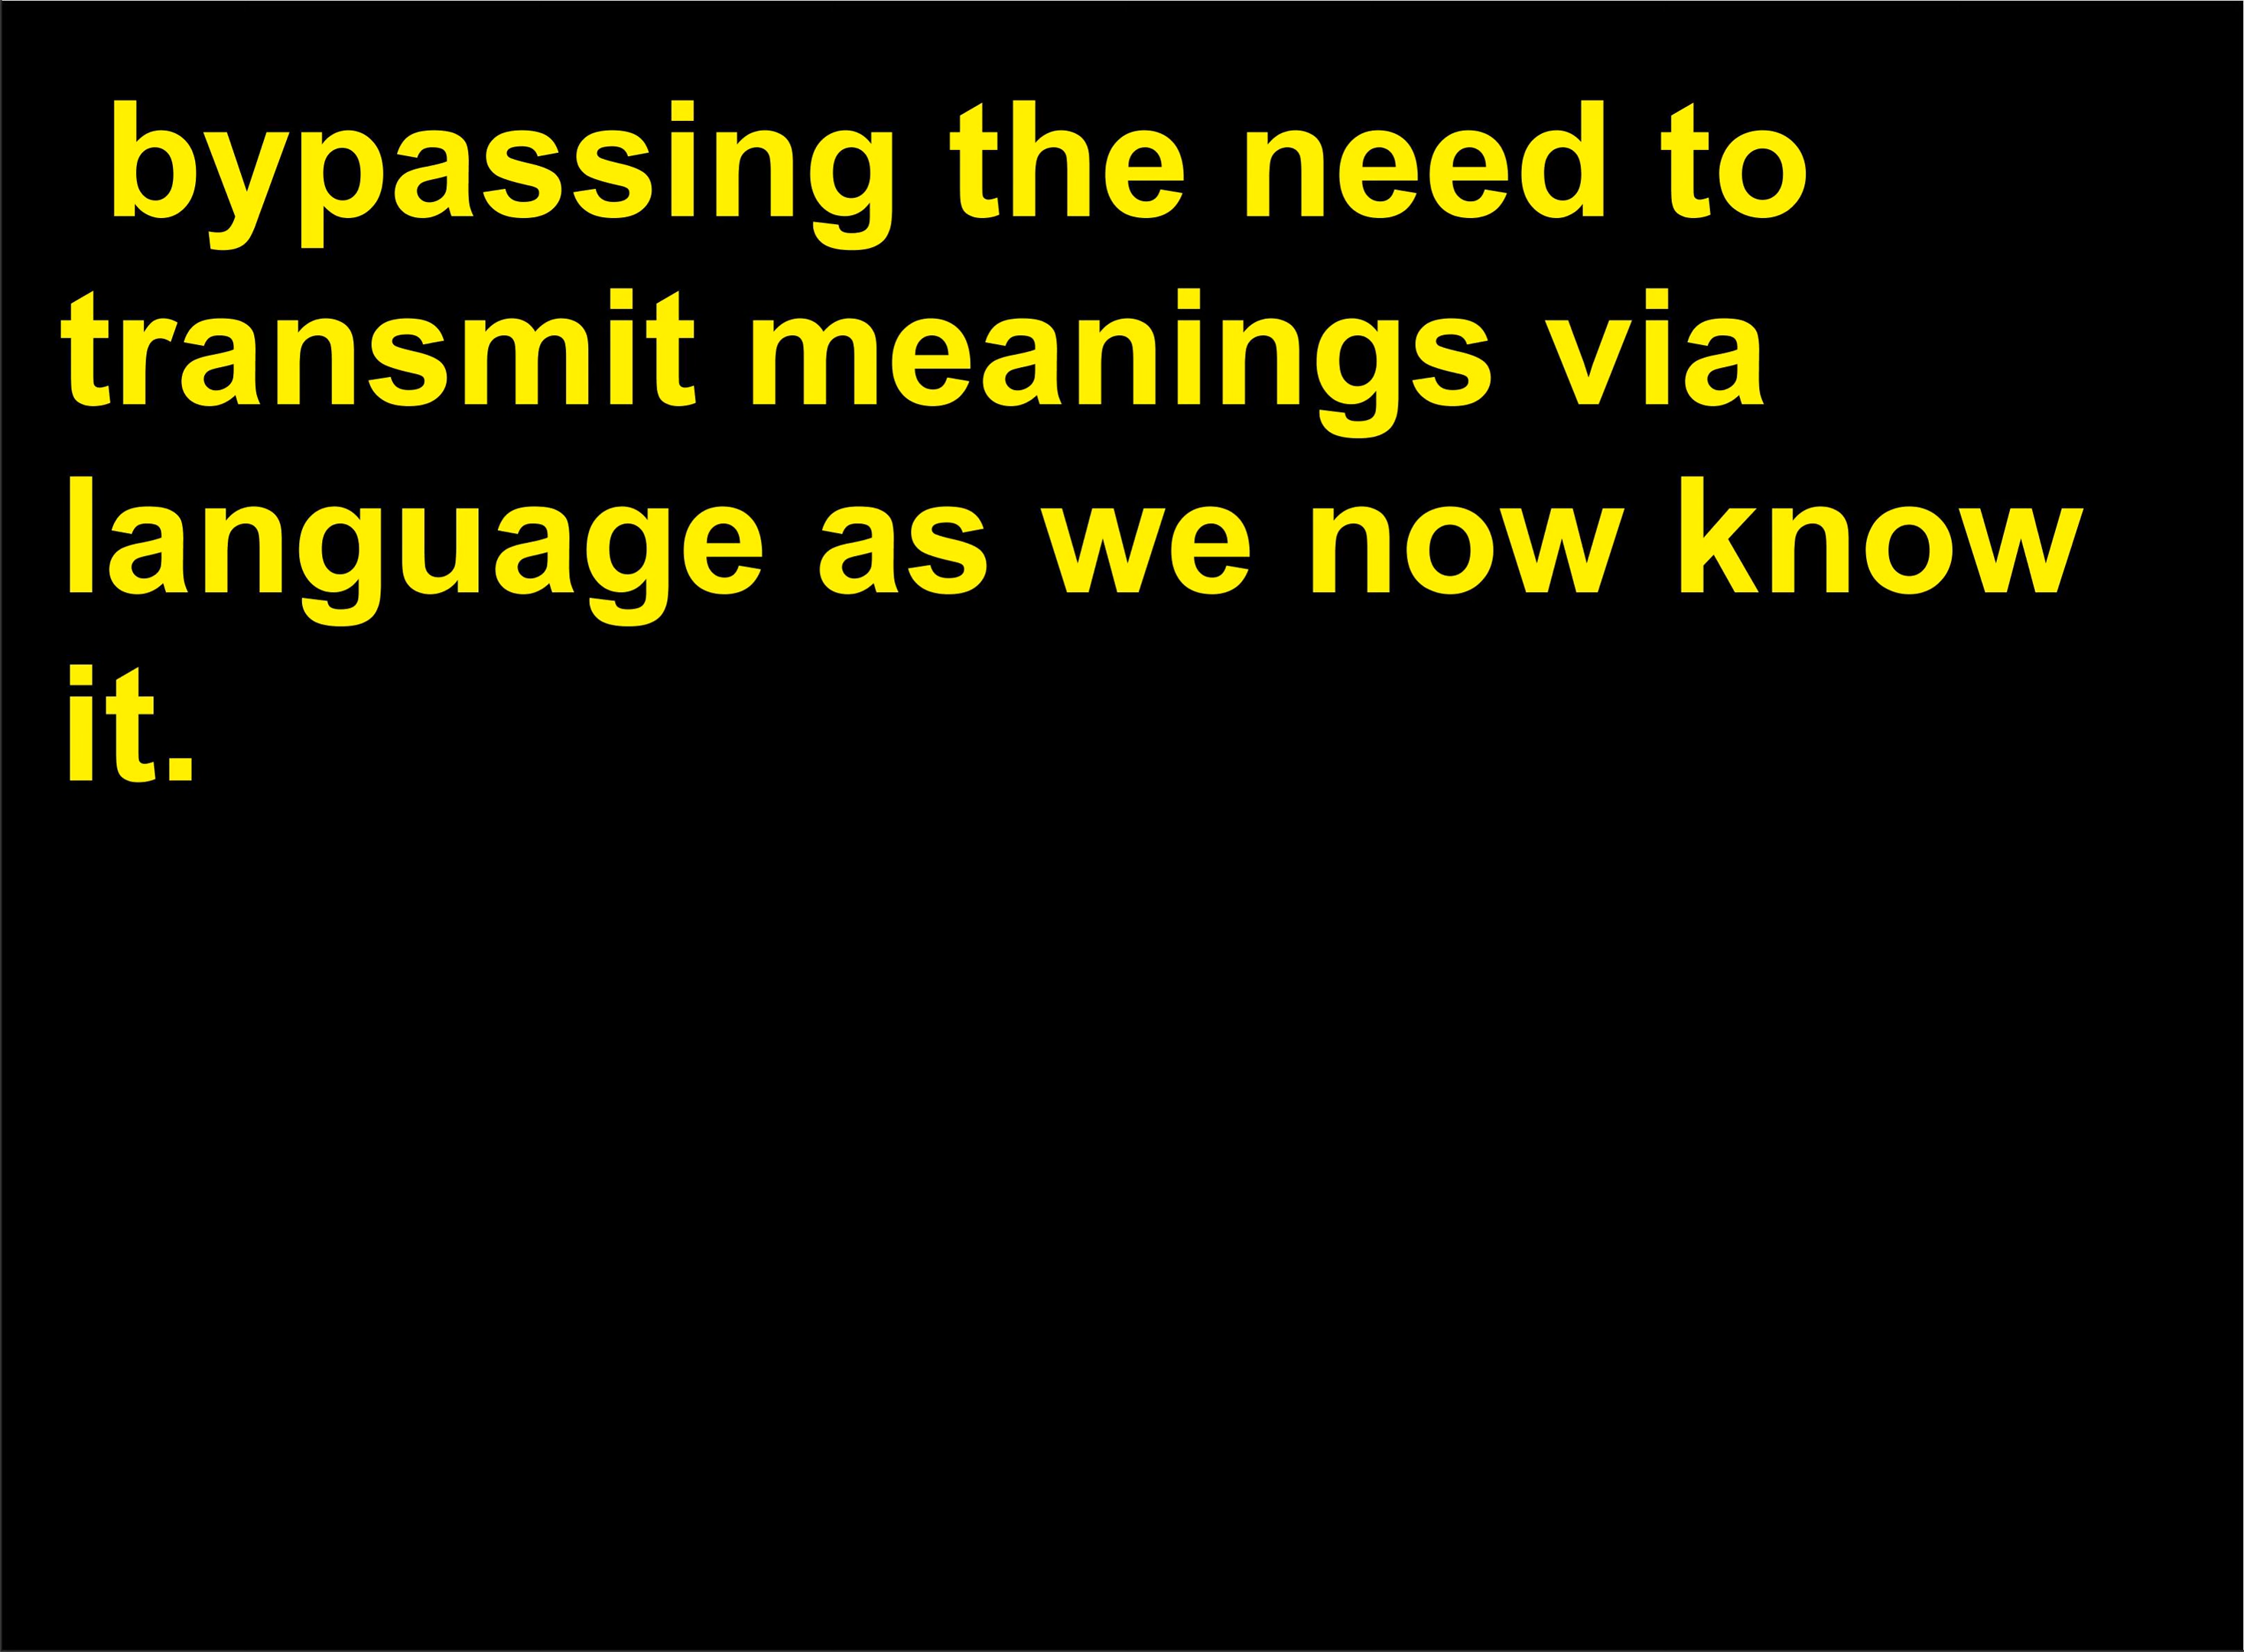 bypassing the need to
transmit meanings via
language as we now know
it.